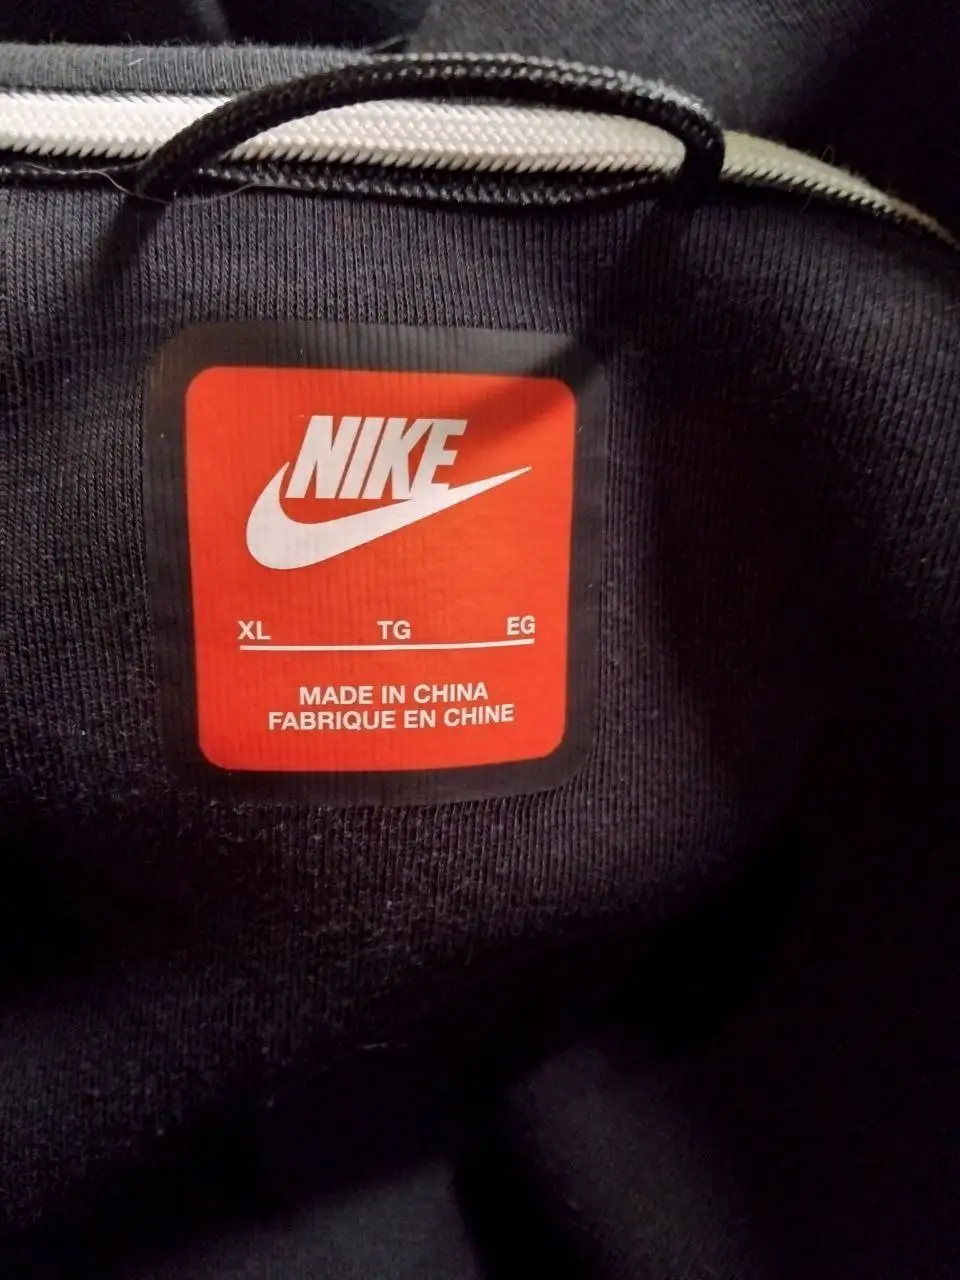 NIKE
XL TG EG
MADE IN CHINA
FABRIQUE EN CHINE